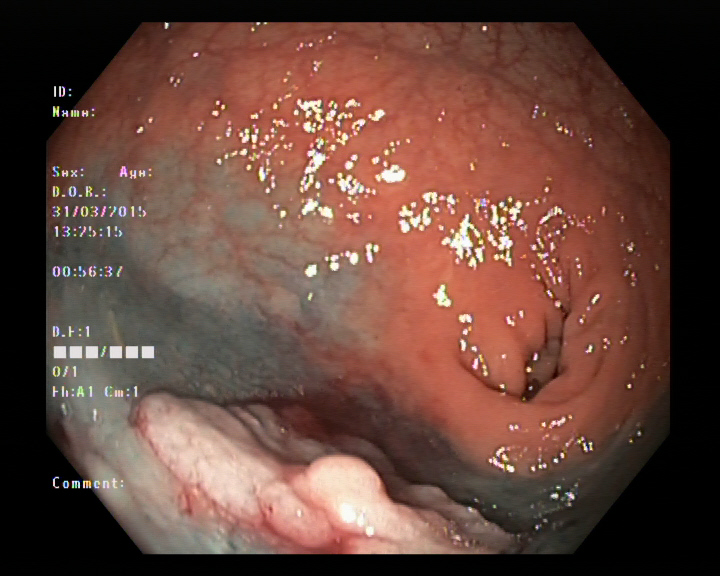 ID:
Name:
Sex: Age:
D.O.B.:
31/03/2015
13:25:15
00:56:37
D.F:1
■■■/■■■
0/1
Eh:A1 Cm:1
Comment: